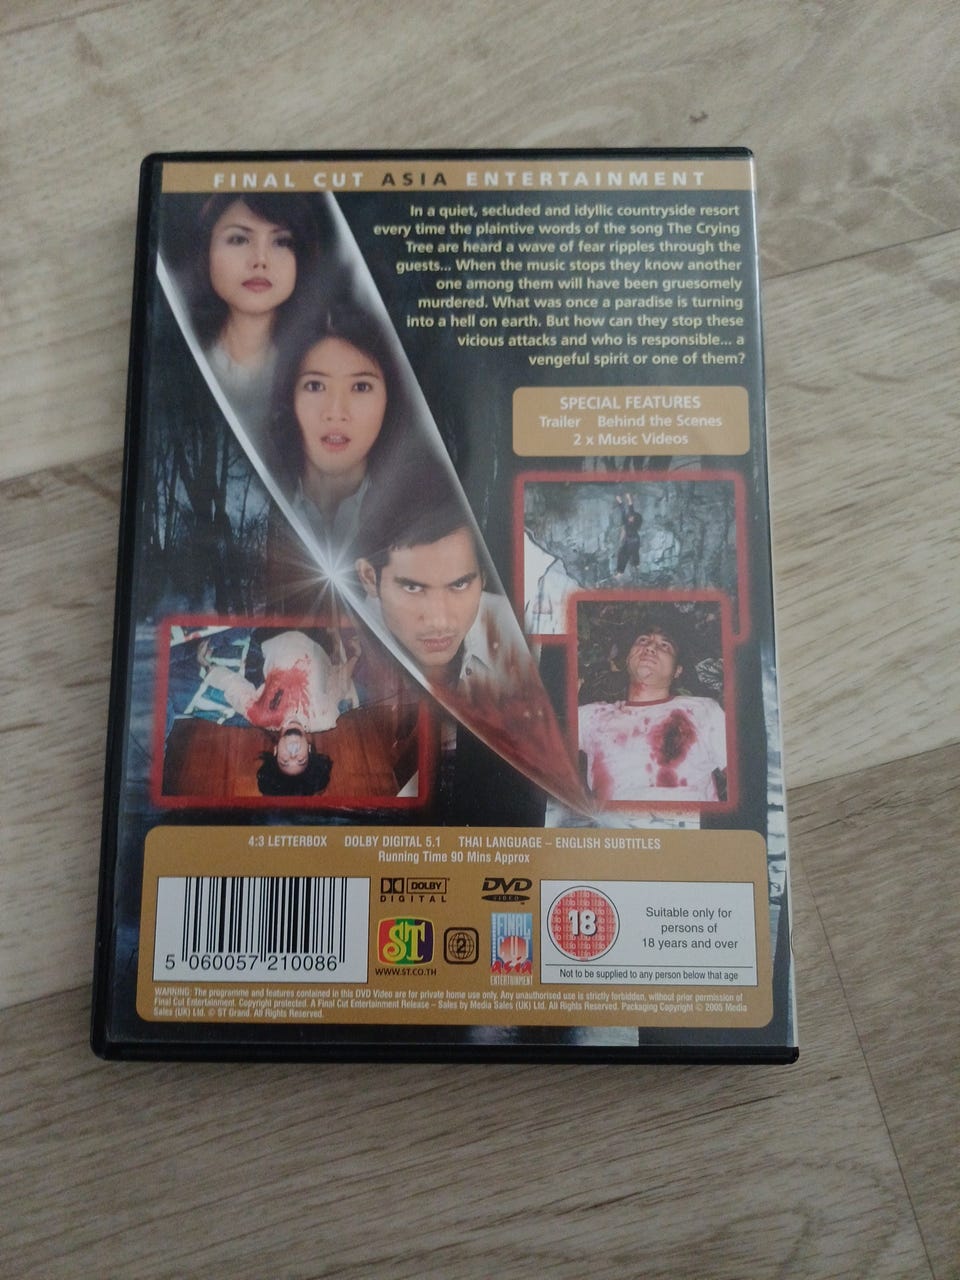 FINAL CUT ASIA ENTERTAINMENT
In a quiet, secluded and idyllic countryside resort
every time the plaintive words of the song The Crying
Tree are heard a wave of fear ripples through the
guests... When the music stops they know another
one among them will have been gruesomely
murdered. What was once a paradise is turning
into a hell on earth. But how can they stop these
vicious attacks and who is responsible... a
vengeful spirit or one of them?
SPECIAL FEATURES
Trailer Behind the Scenes
2 x Music Videos
4:3 LETTERBOX DOLBY DIGITAL 5.1 THAI LANGUAGE – ENGLISH SUBTITLES
Running Time 90 Mins Approx
5 060057 210086
DOLBY
DIGITAL
DVD
VIDEO
ST
WWW.ST.CO.TH
2
FINAL
CUT
asia
ENTERTAINMENT
18
Suitable only for
persons of
18 years and over
Not to be supplied to any person below that age
WARNING: The programme and features contained in this DVD Video are for private home use only. Any unauthorised use is strictly forbidden, without prior permission of
Final Cut Entertainment. Copyright protected. A Final Cut Entertainment Release – Sales by Media Sales (UK) Ltd. All Rights Reserved. Packaging Copyright © 2005 Media
Sales (UK) Ltd. © ST Grand. All Rights Reserved.